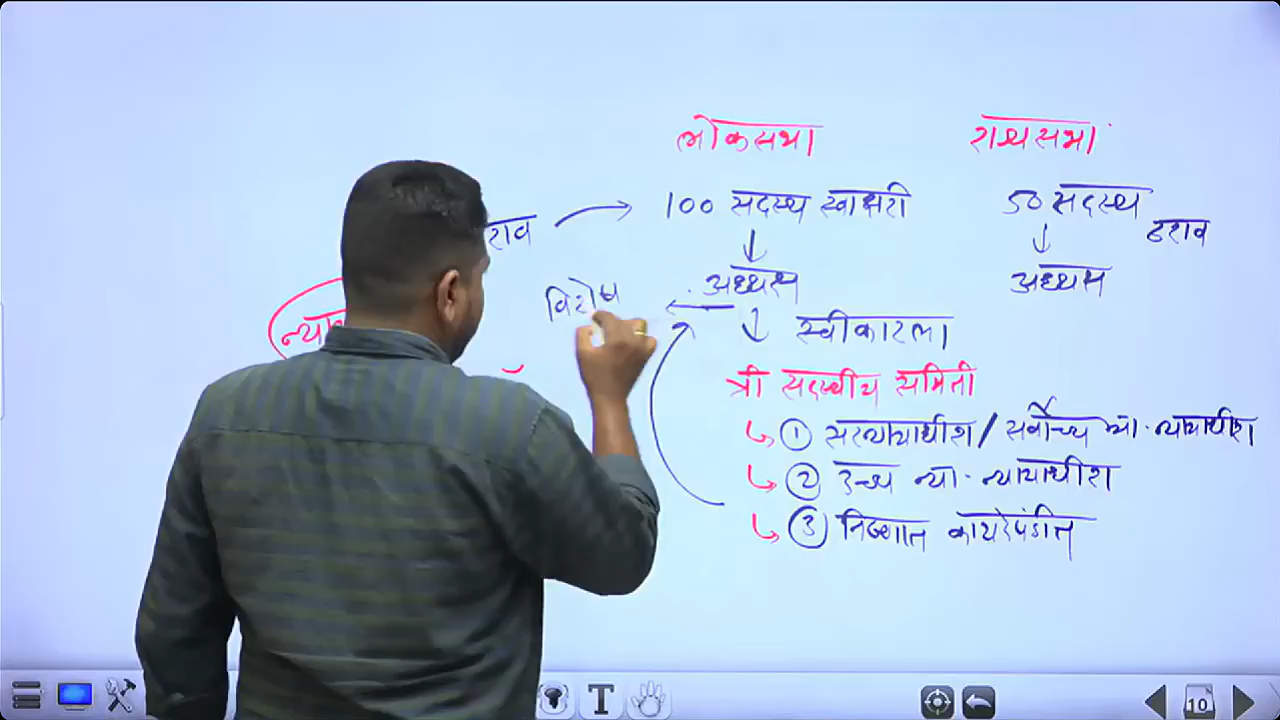 लोकसभा राज्यसभा
100 सदस्य स्वाक्षरी 50 सदस्य
ठराव
अध्यक्ष अध्यक्ष
विरोध
स्वीकारला
त्री सदस्यीय समिती
① सरन्यायाधीश / सर्वोच्च न्या. न्यायाधीश
② उच्च न्या. न्यायाधीश
③ निष्णात कायदेपंडीत
T
10